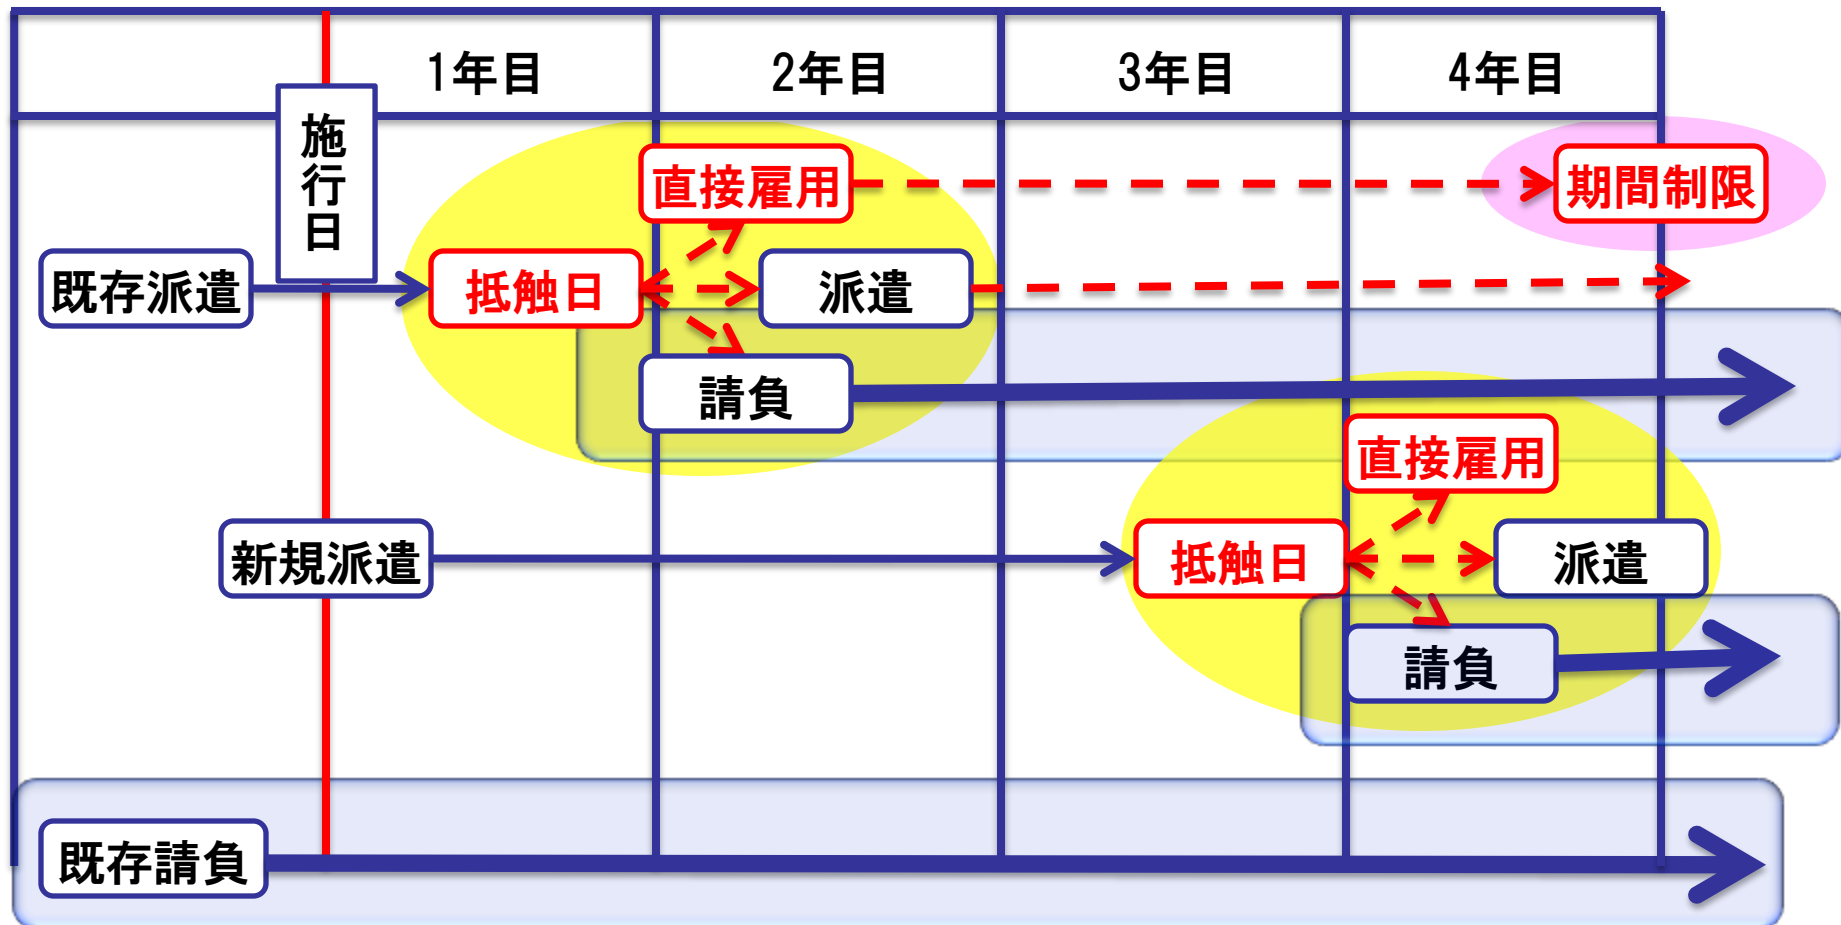 1年目
2年目
3年目
4年目
施行日
直接雇用
期間制限
既存派遣
抵触日
派遣
請負
直接雇用
新規派遣
抵触日
派遣
請負
既存請負